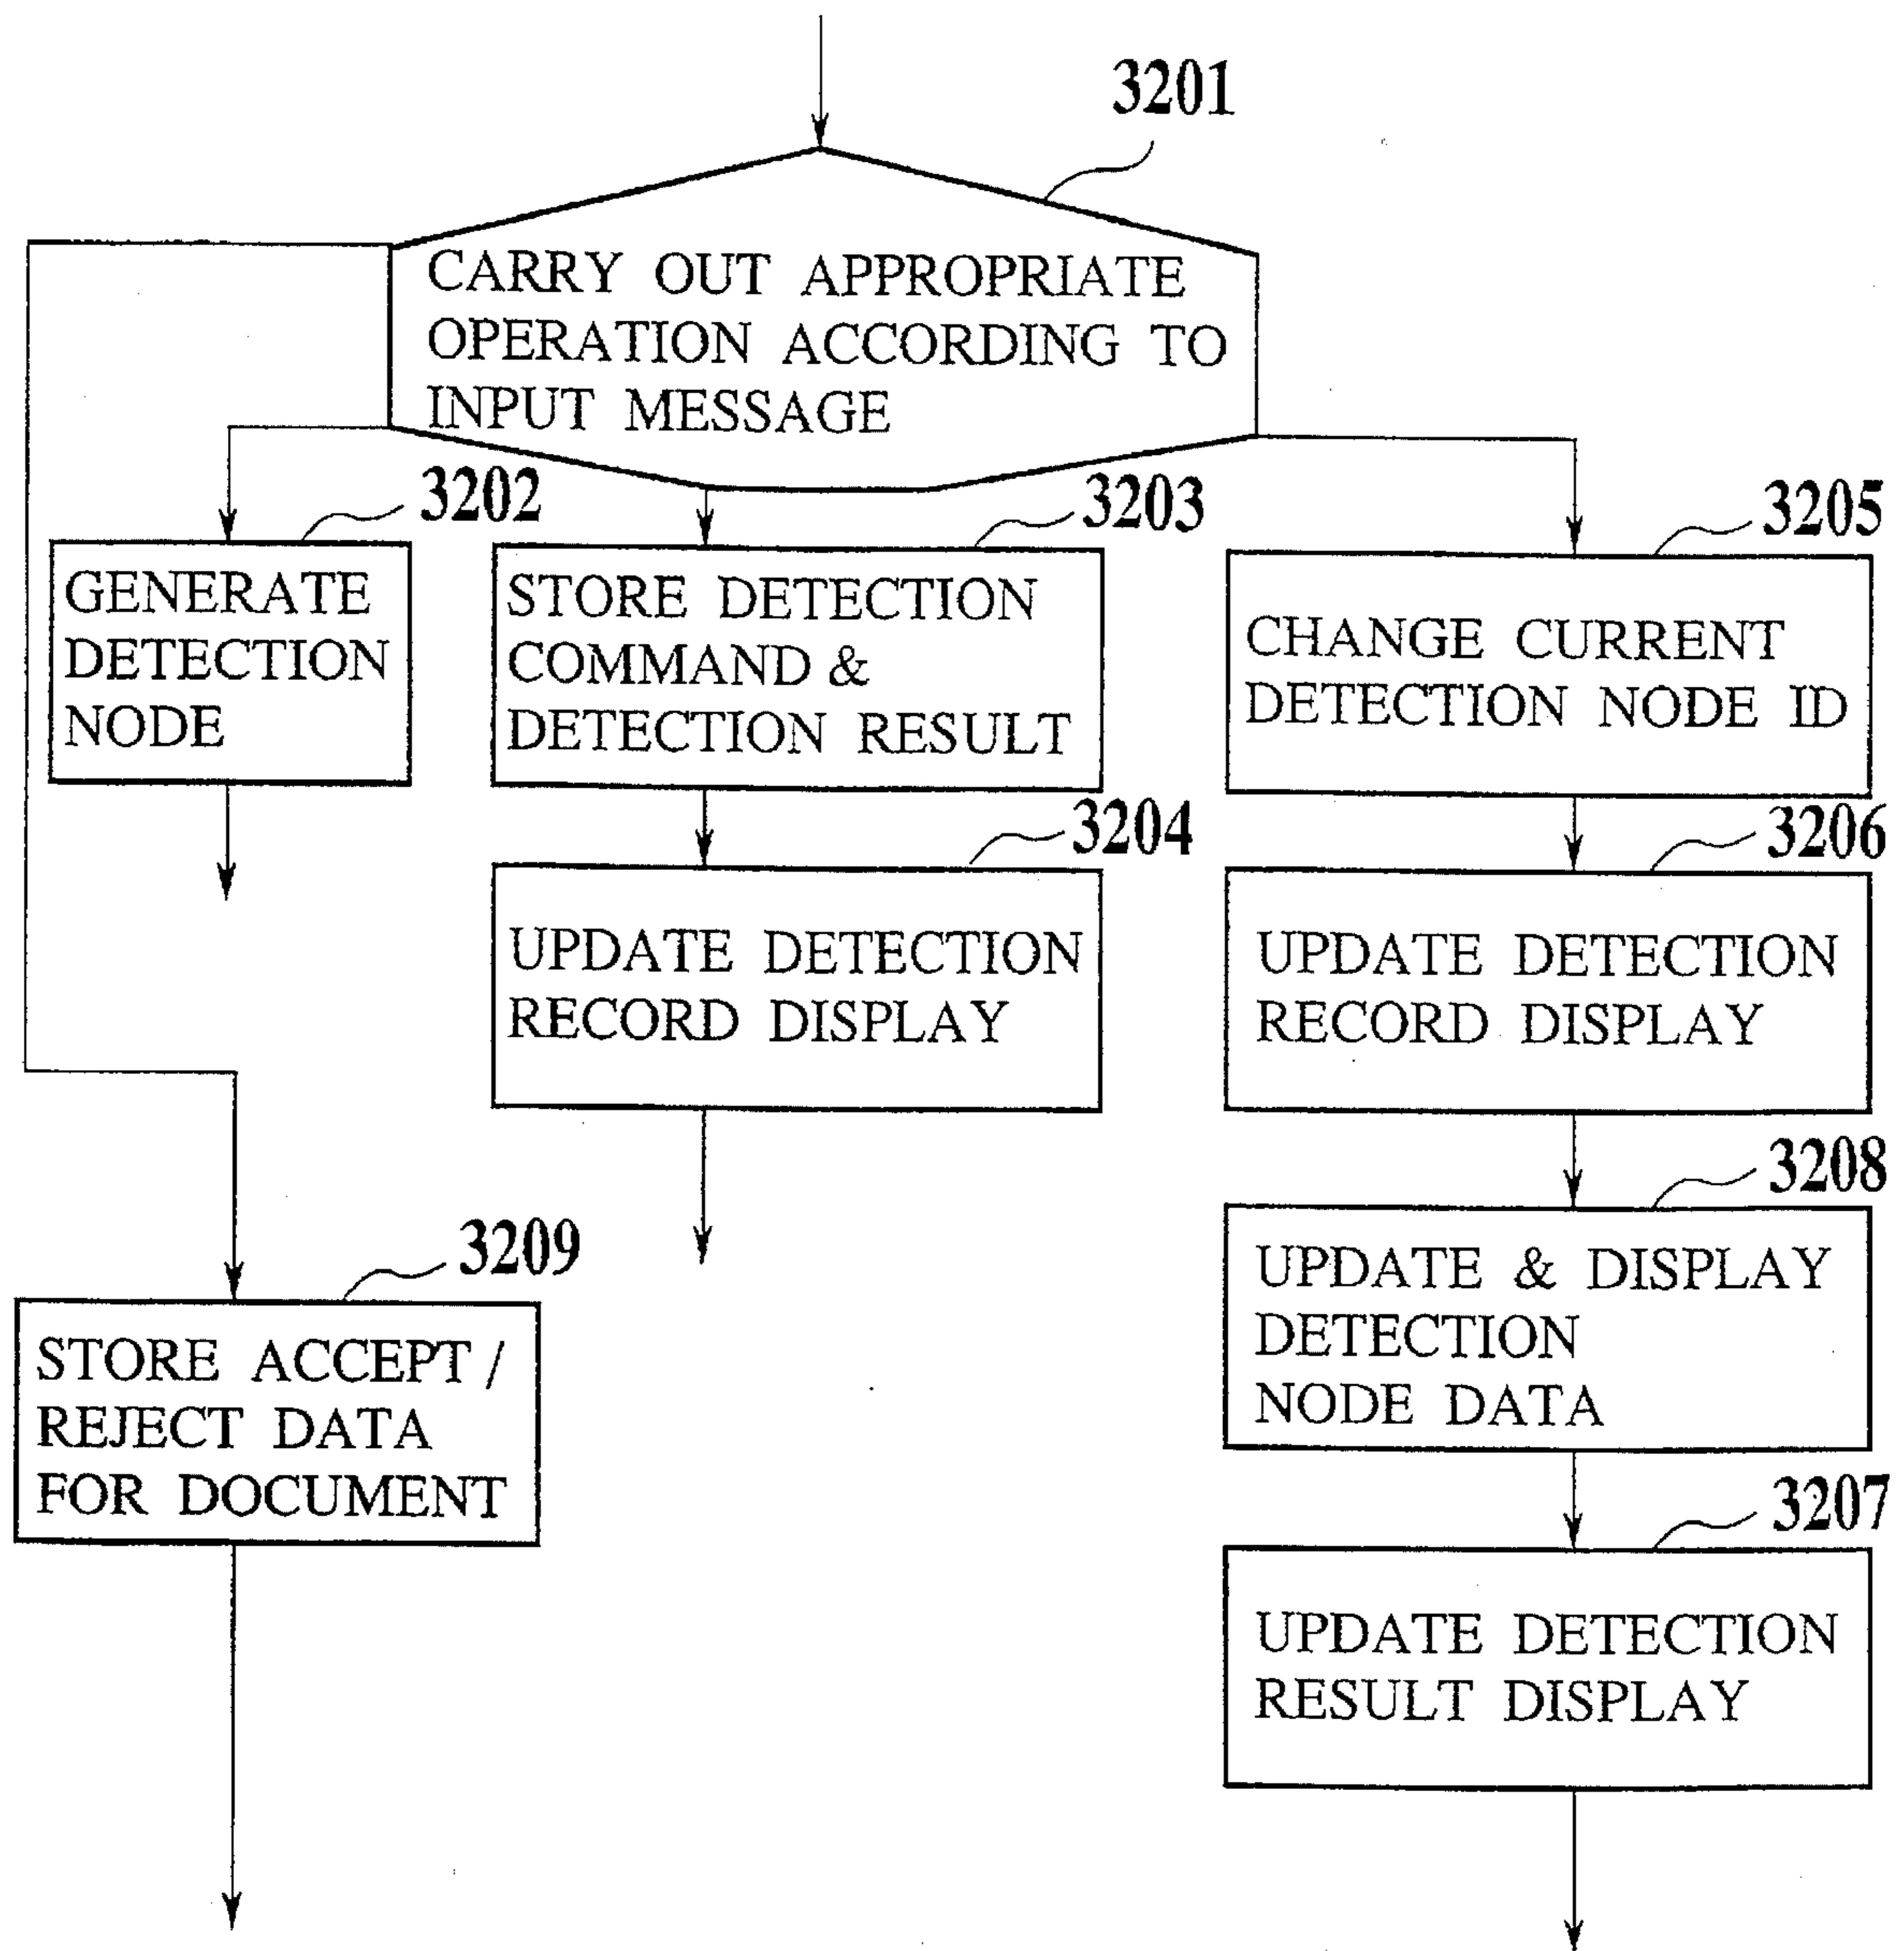 3201
CARRY OUT APPROPRIATE
OPERATION ACCORDING TO
INPUT MESSAGE
3202
GENERATE
DETECTION
NODE
3203
STORE DETECTION
COMMAND &
DETECTION RESULT
3204
UPDATE DETECTION
RECORD DISPLAY
3205
CHANGE CURRENT
DETECTION NODE ID
3206
UPDATE DETECTION
RECORD DISPLAY
3208
UPDATE & DISPLAY
DETECTION
NODE DATA
3207
UPDATE DETECTION
RESULT DISPLAY
3209
STORE ACCEPT /
REJECT DATA
FOR DOCUMENT